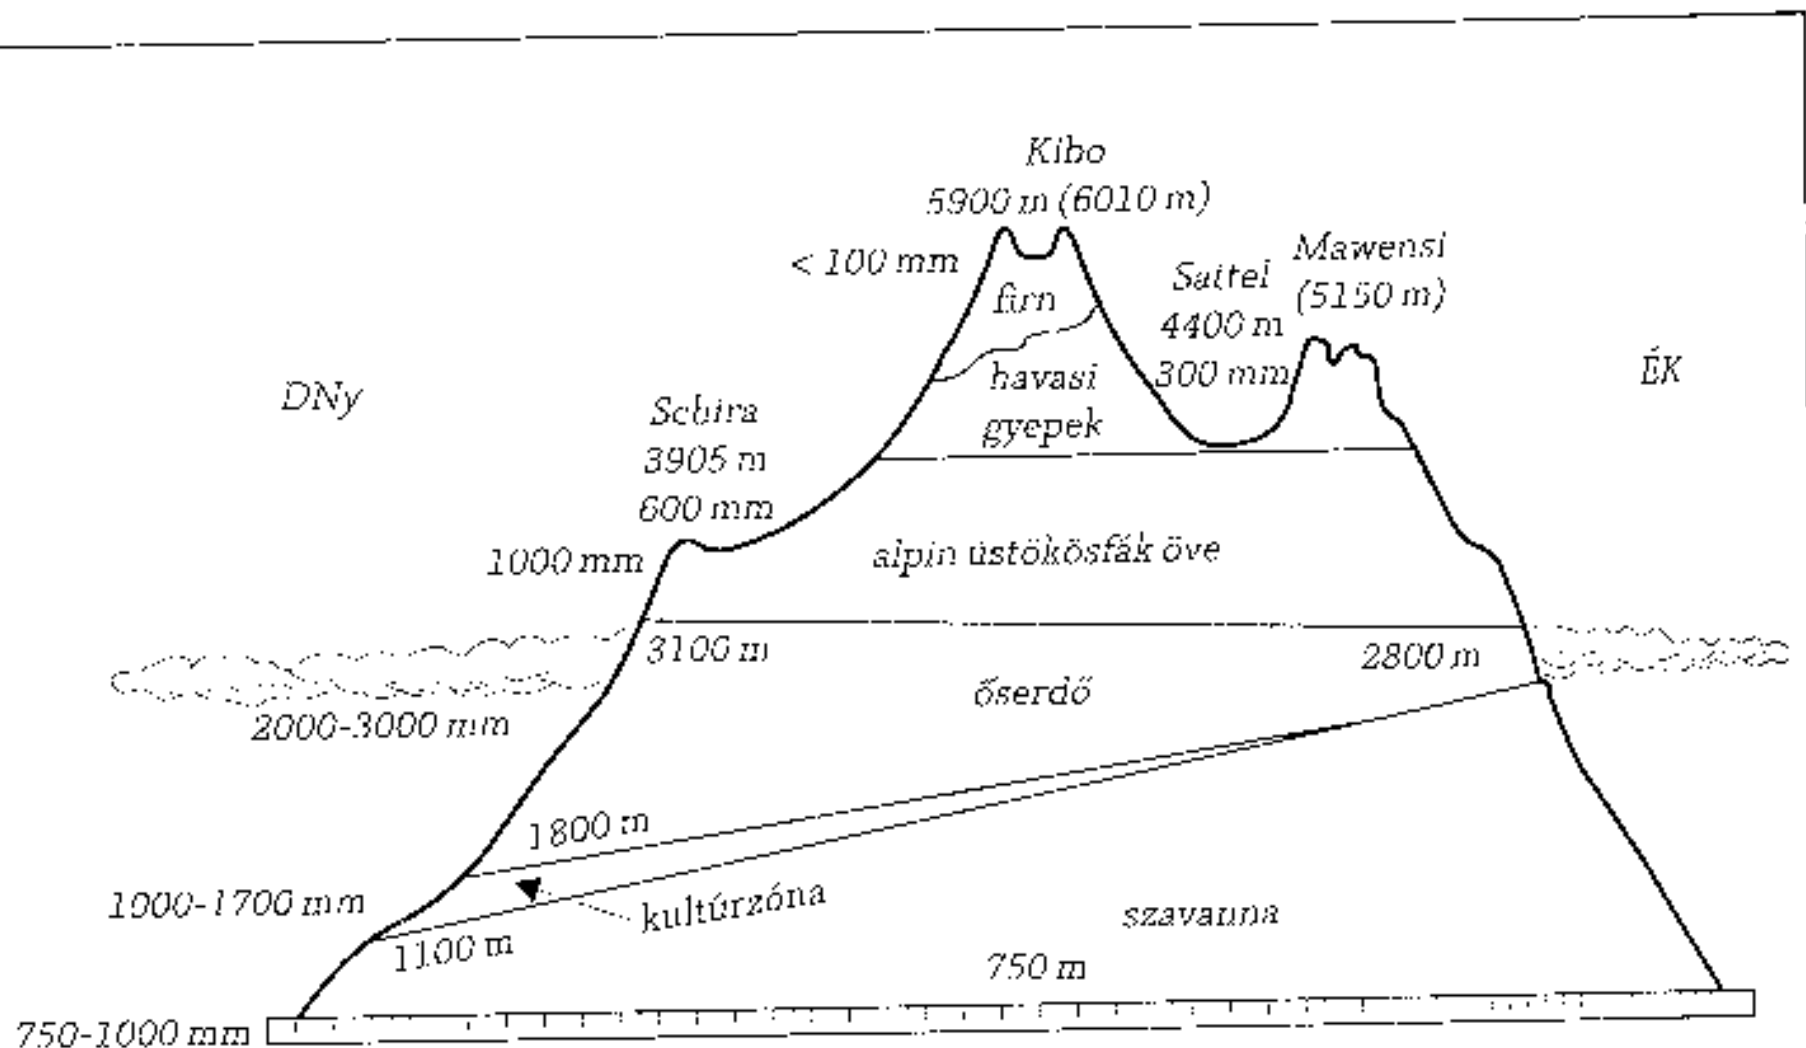 Kibo
5900 m (6010 m)
< 100 mm
Mawensi
(5150 m)
Sattel
4400 m
300 mm
firn
havasi
gyepek
DNy
ÉK
Schira
3905 m
600 mm
1000 mm
alpin üstökösfák öve
3100 m
2800 m
őserdő
2000-3000 mm
1800 m
1000-1700 mm
kultúrzóna
1100 m
szavanna
750 m
750-1000 mm